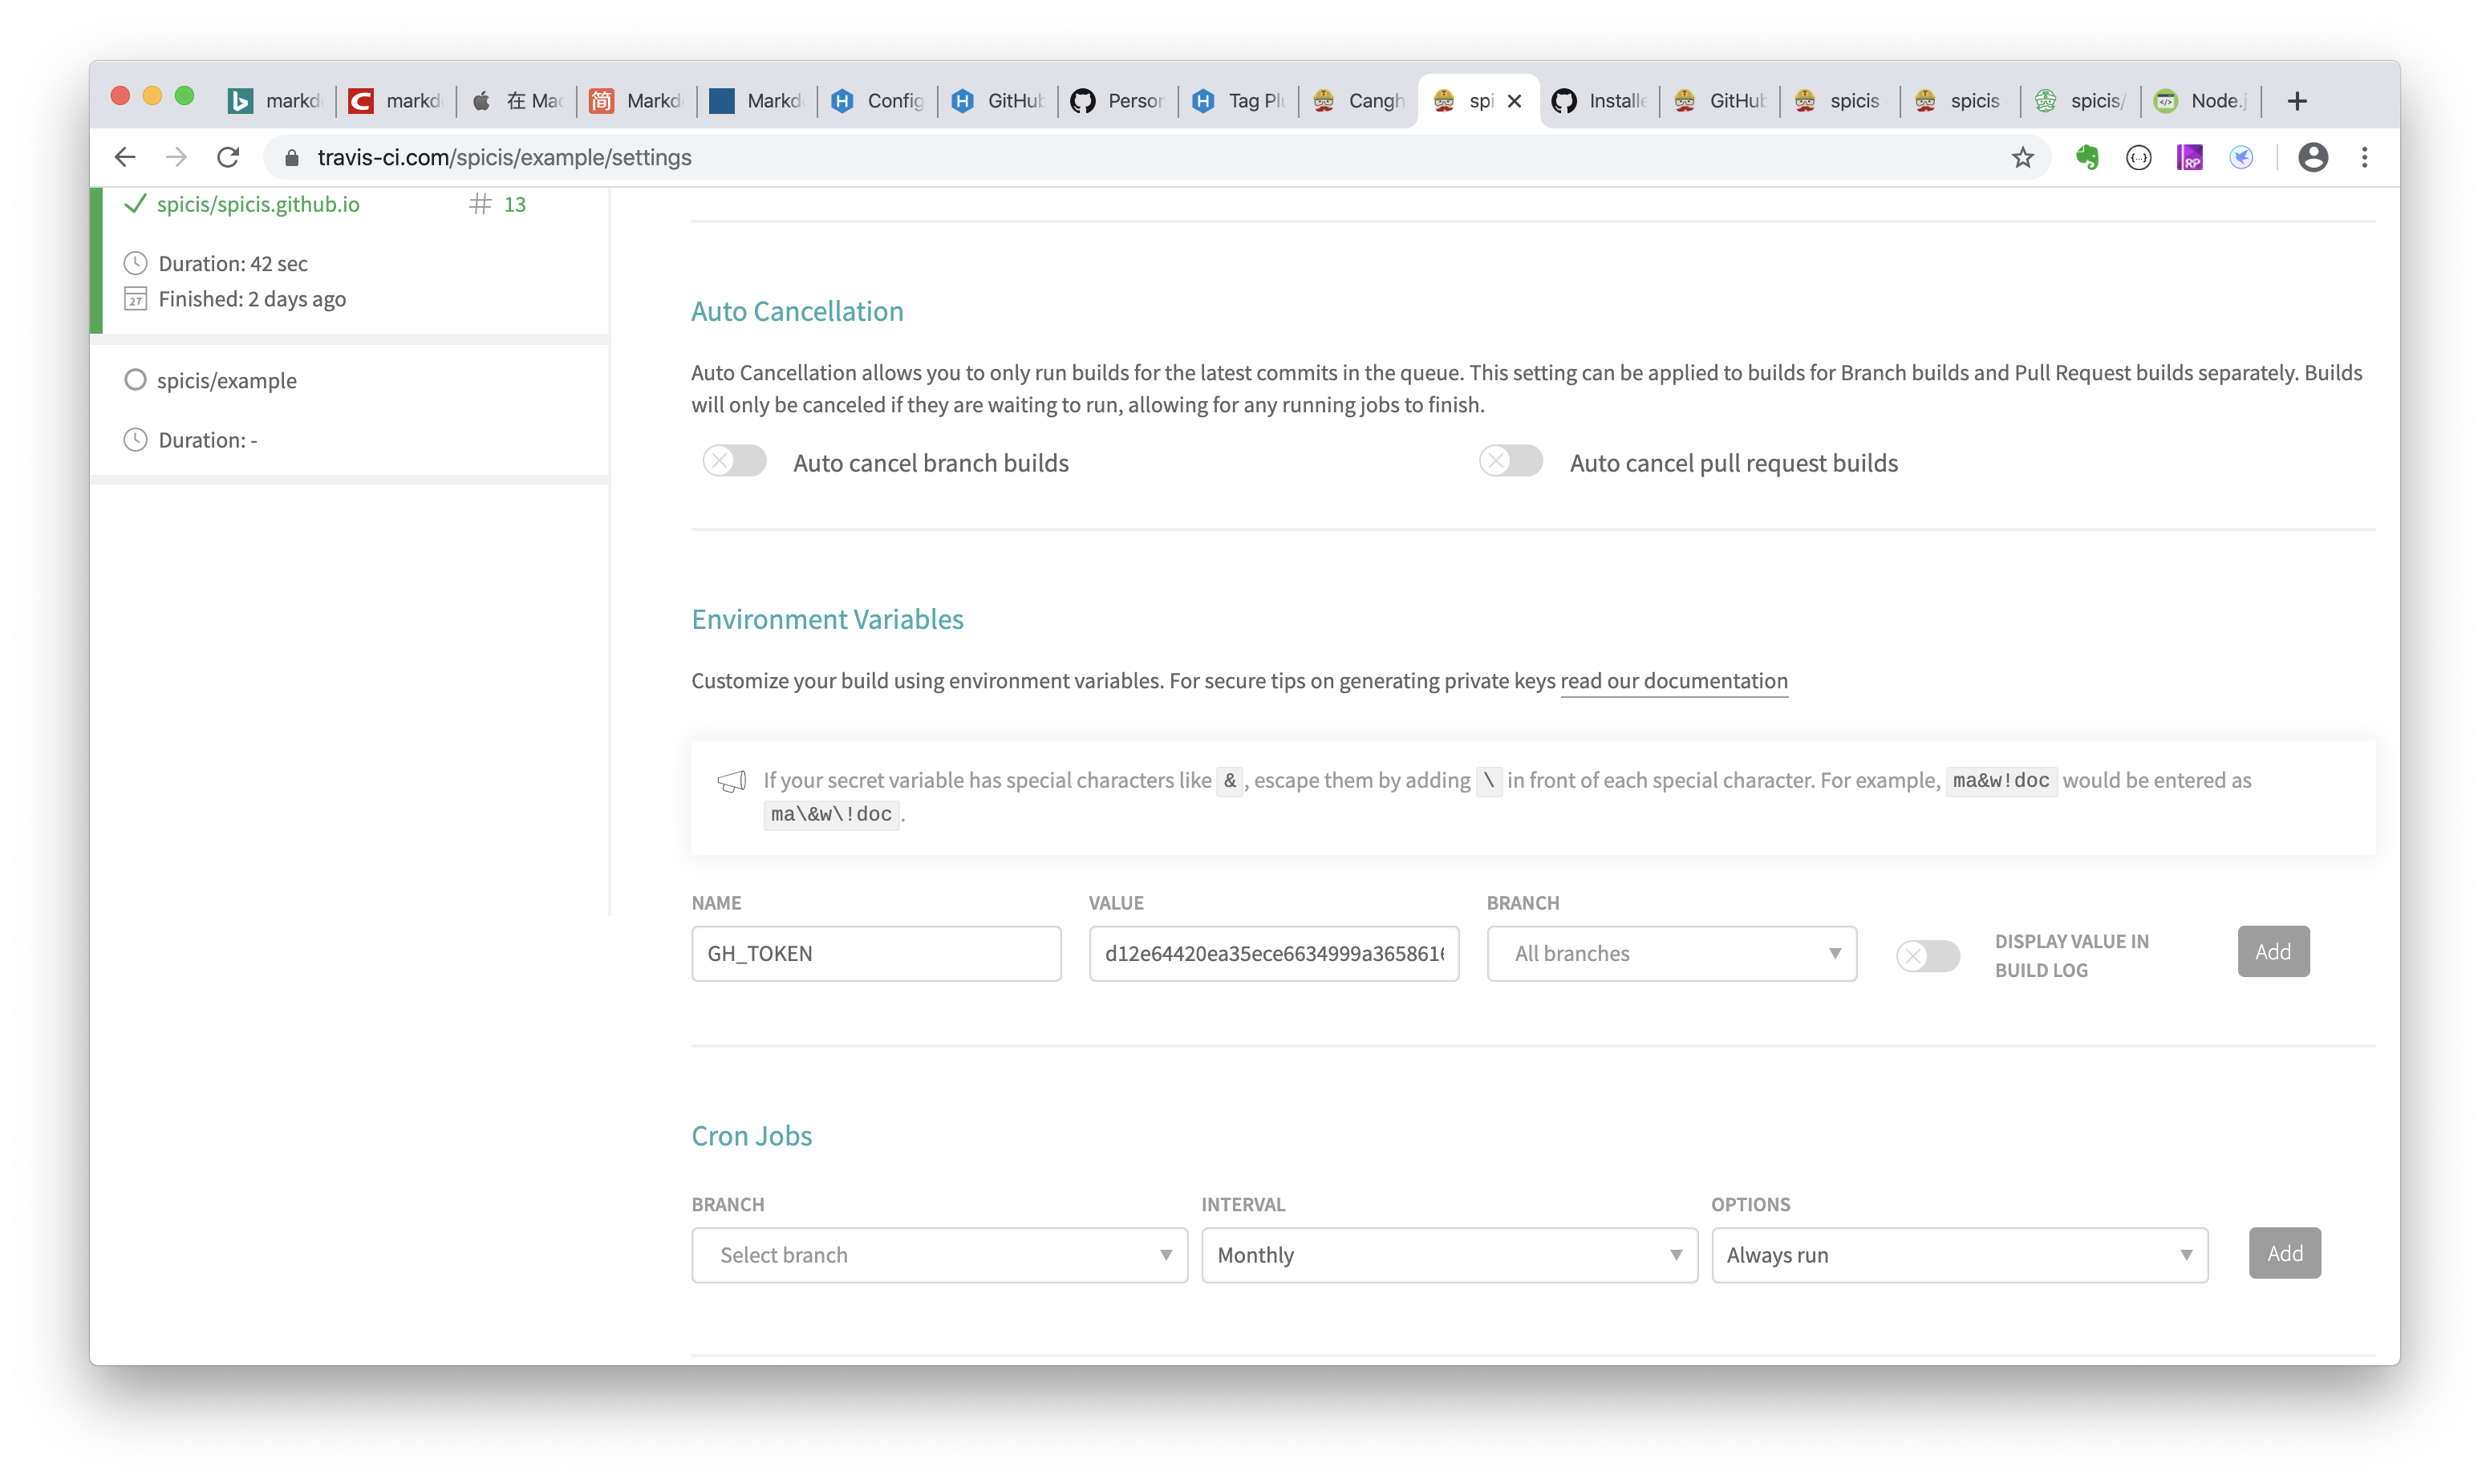 markd
markd
在 Mac
简
Markd
Markd
Config
GitHub
Person
Tag Plu
Cangh
spi
Installe
GitHub
spicis
spicis
spicis/
Node.j
travis-ci.com/spicis/example/settings
spicis/spicis.github.io # 13
Duration: 42 sec
27
Finished: 2 days ago
spicis/example
Duration: -
Auto Cancellation
Auto Cancellation allows you to only run builds for the latest commits in the queue. This setting can be applied to builds for Branch builds and Pull Request builds separately. Builds
will only be canceled if they are waiting to run, allowing for any running jobs to finish.
Auto cancel branch builds
Auto cancel pull request builds
Environment Variables
Customize your build using environment variables. For secure tips on generating private keys read our documentation
If your secret variable has special characters like & , escape them by adding \ in front of each special character. For example, ma&w!doc would be entered as
ma\&w\!doc .
NAME VALUE BRANCH
GH_TOKEN
d12e64420ea35ece6634999a3658616
All branches
DISPLAY VALUE IN
BUILD LOG
Add
Cron Jobs
BRANCH INTERVAL OPTIONS
Select branch
Monthly
Always run
Add